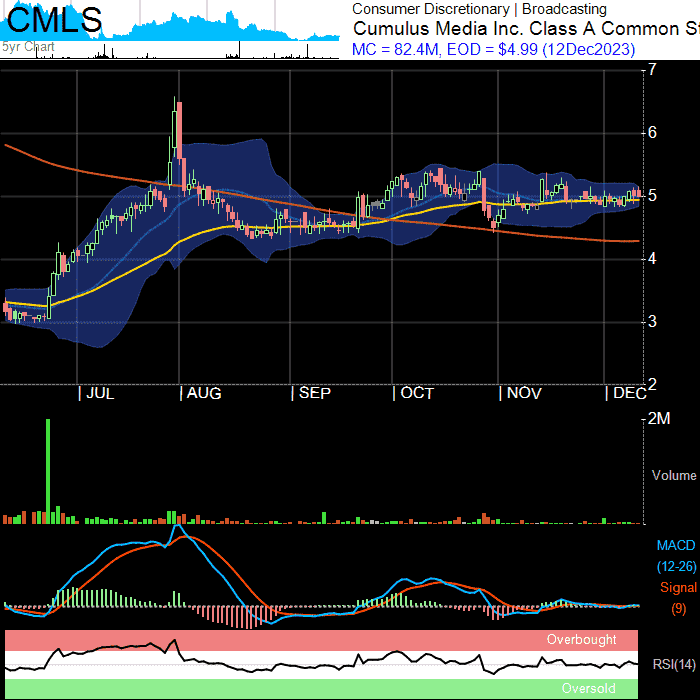 CMLS
5yr Chart
Consumer Discretionary | Broadcasting
Cumulus Media Inc. Class A Common St
MC = 82.4M, EOD = $4.99 (12Dec2023)
7
6
5
4
3
2
| JUL | AUG | SEP | OCT | NOV | DEC
2M
Volume
MACD
(12-26)
Signal
(9)
Overbought
RSI(14)
Oversold